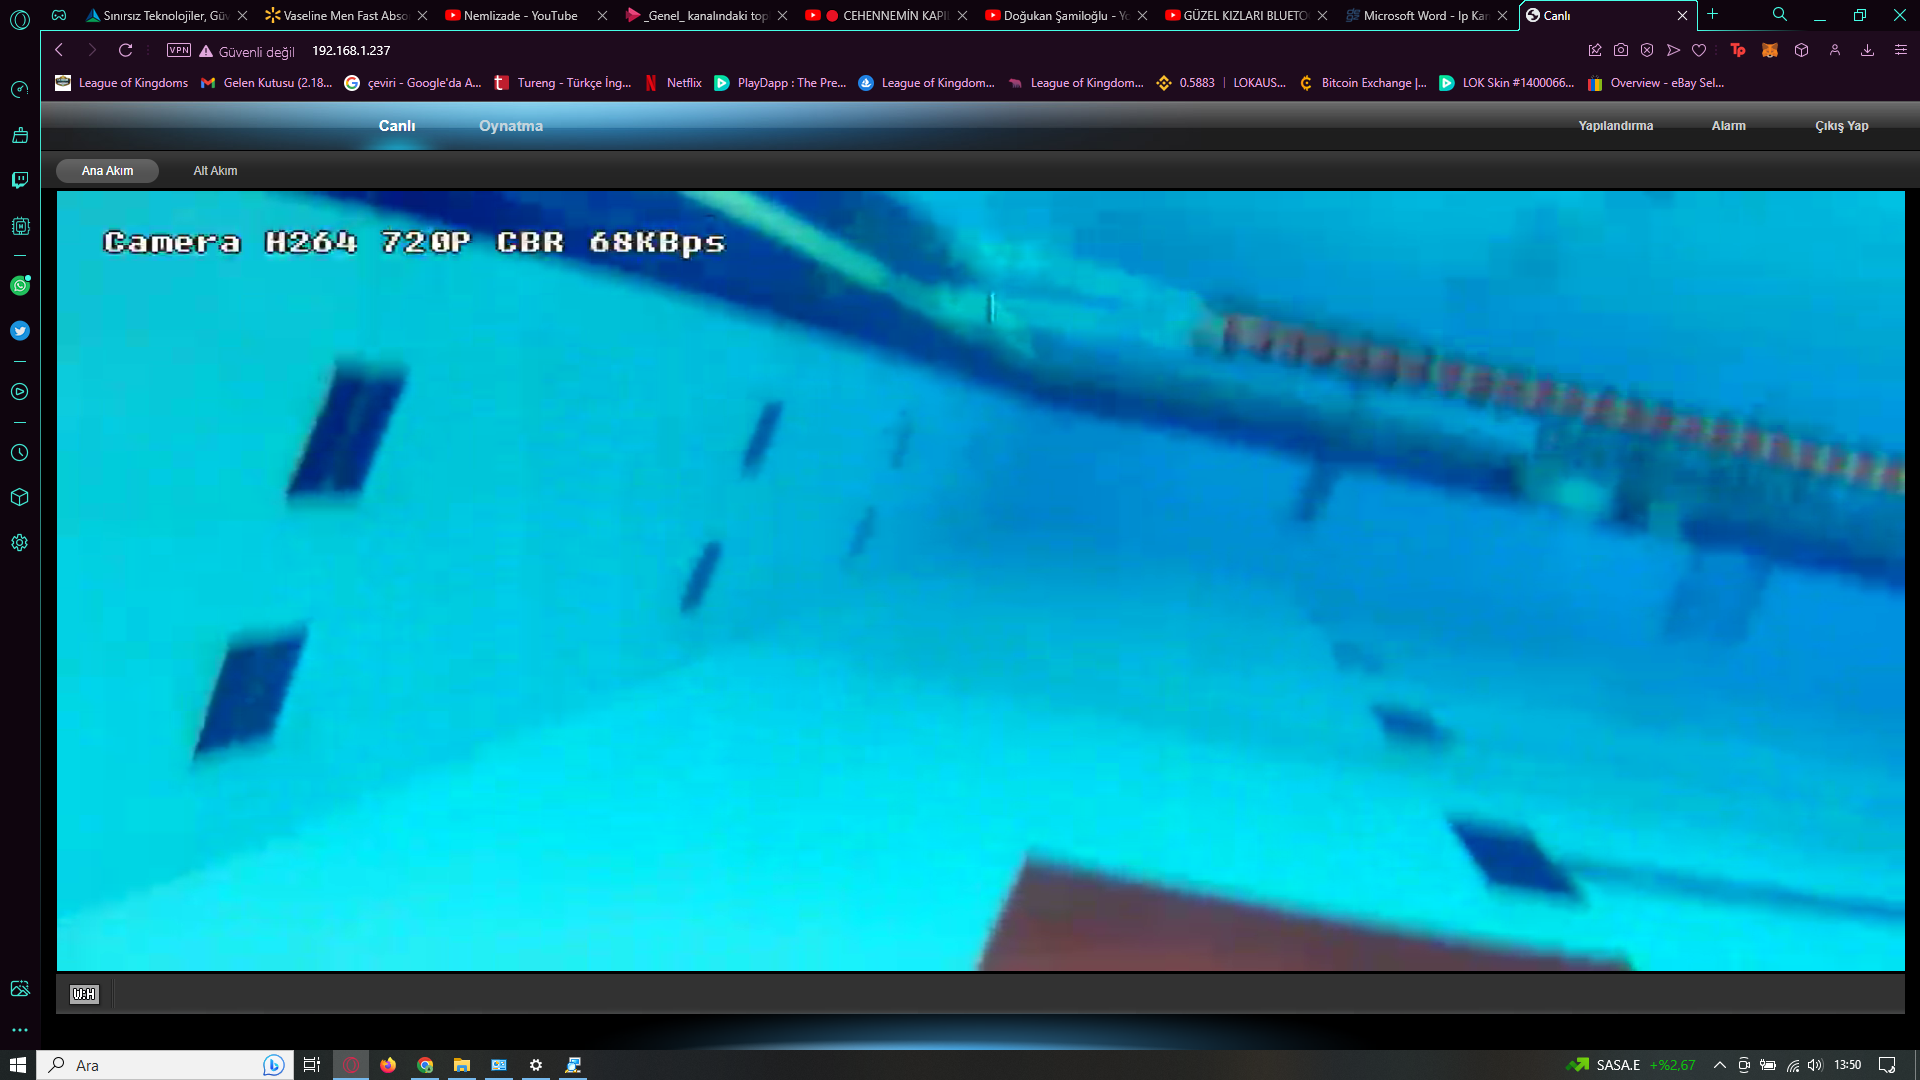 Sınırsız Teknolojiler, Gü
Vaseline Men Fast Abso
Nemlizade - YouTube
_Genel_ kanalındaki top
CEHENNEMİN KAPI
Doğukan Şamiloğlu - Yo
GÜZEL KIZLARI BLUETO
Microsoft Word - Ip Kam
Canlı
VPN
Güvenli değil
192.168.1.237
League of Kingdoms
Gelen Kutusu (2.18...
çeviri - Google'da A...
Tureng - Türkçe İng...
Netflix
PlayDapp : The Pre...
League of Kingdom...
League of Kingdom...
0.5883 | LOKAUS...
Bitcoin Exchange |...
LOK Skin #1400066...
Overview - eBay Sel...
Canlı
Oynatma
Yapılandırma
Alarm
Çıkış Yap
Ana Akım
Alt Akım
Camera H264 720P CBR 68KBps
W:H
Ara
SASA.E +%2,67
13:50